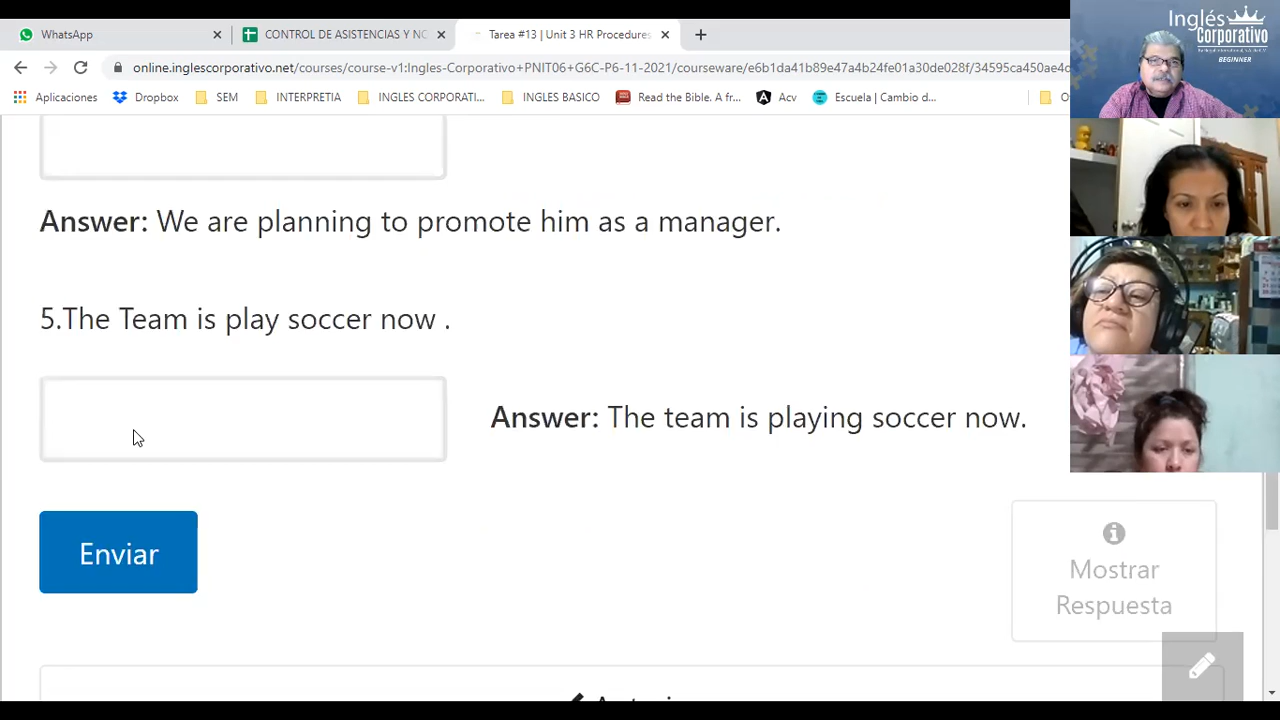 WhatsApp
CONTROL DE ASISTENCIAS Y NO
Tarea #13 | Unit 3 HR Procedures
online.inglescorporativo.net/courses/course-v1:Ingles-Corporativo+PNIT06+G6C-P6-11-2021/courseware/e6b1da41b89e47a4b24fe01a30de028f/34595ca450ae4c
Aplicaciones
Dropbox
SEM
INTERPRETIA
INGLES CORPORATI...
INGLES BASICO
Read the Bible. A fr...
Acv
Escuela | Cambio d...
Inglés
Corporativo
BEGINNER
Answer: We are planning to promote him as a manager.
5.The Team is play soccer now .
Answer: The team is playing soccer now.
Enviar
Mostrar
Respuesta